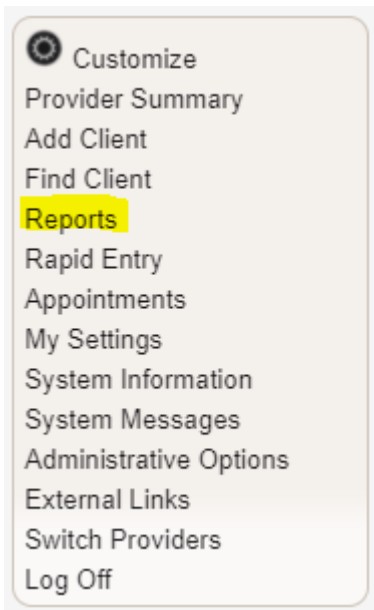 Customize
Provider Summary
Add Client
Find Client
Reports
Rapid Entry
Appointments
My Settings
System Information
System Messages
Administrative Options
External Links
Switch Providers
Log Off